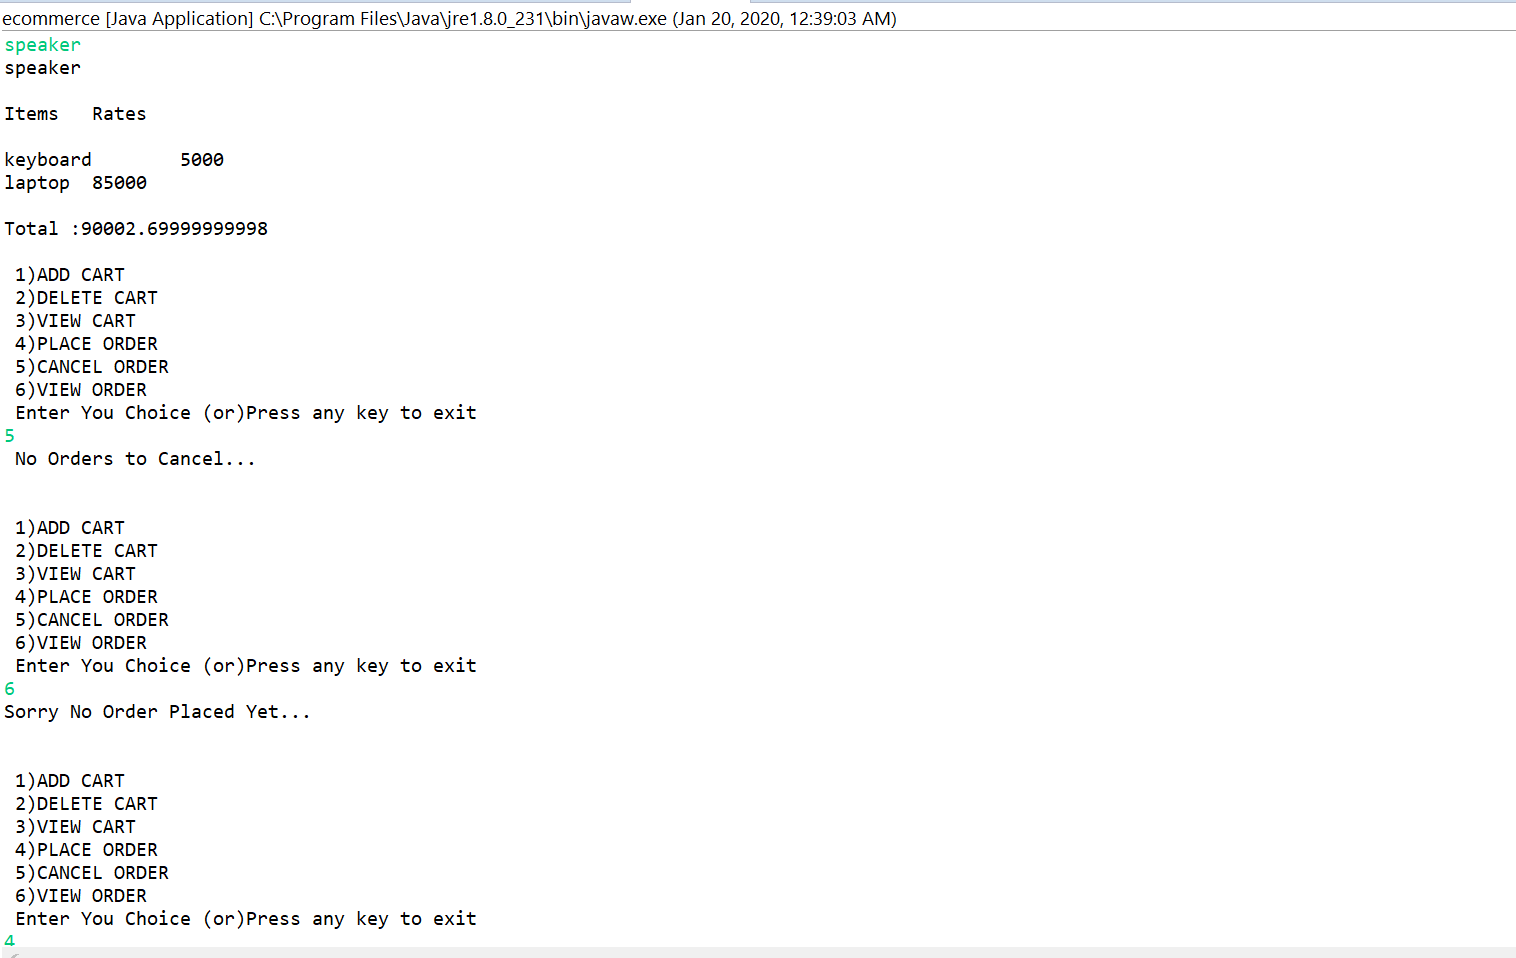 ecommerce [Java Application] C:\Program Files\Java\jre1.8.0_231\bin\javaw.exe (Jan 20, 2020, 12:39:03 AM)
speaker
speaker
Items Rates
keyboard 5000
laptop 85000
Total :90002.69999999998
1)ADD CART
2)DELETE CART
3)VIEW CART
4)PLACE ORDER
5)CANCEL ORDER
6)VIEW ORDER
Enter You Choice (or)Press any key to exit
5
No Orders to Cancel...
1)ADD CART
2)DELETE CART
3)VIEW CART
4)PLACE ORDER
5)CANCEL ORDER
6)VIEW ORDER
Enter You Choice (or)Press any key to exit
6
Sorry No Order Placed Yet...
1)ADD CART
2)DELETE CART
3)VIEW CART
4)PLACE ORDER
5)CANCEL ORDER
6)VIEW ORDER
Enter You Choice (or)Press any key to exit
4